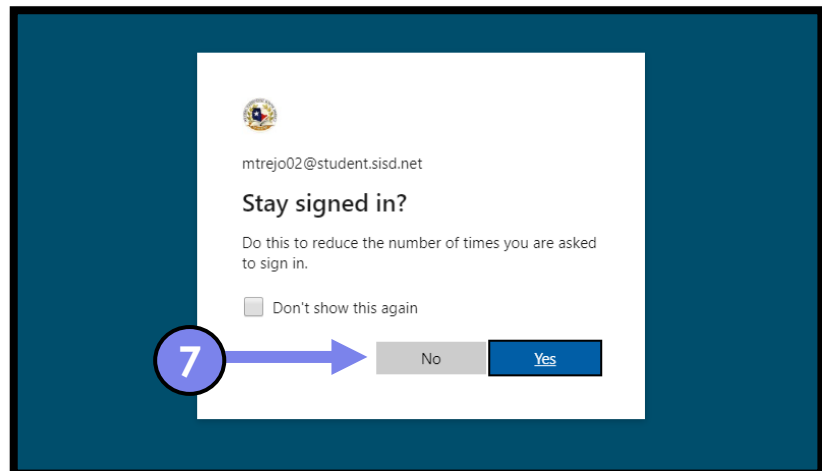 mtrejo02@student.sisd.net
Stay signed in?
Do this to reduce the number of times you are asked
to sign in.
Don't show this again
7
No
Yes